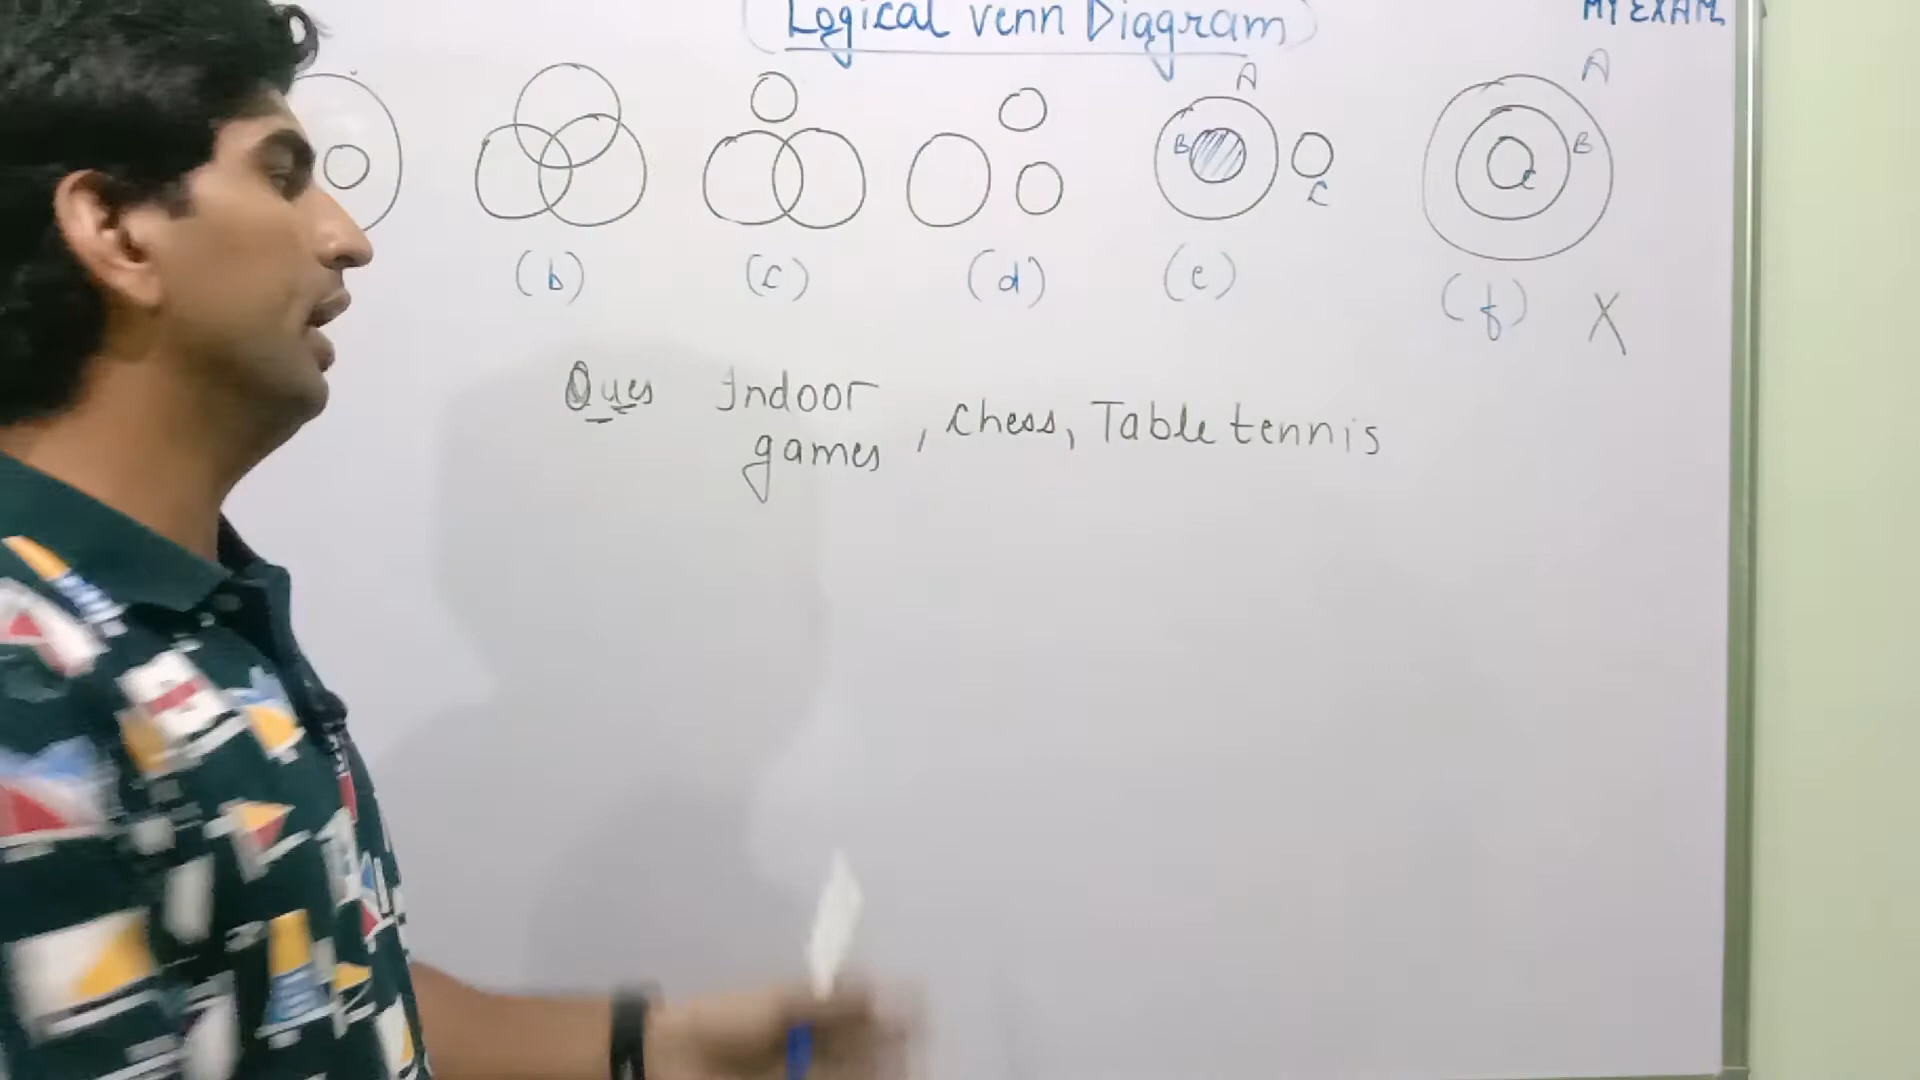 Logical Venn Diagram
MY EXAM
A
A
B
B
C
C
(b) (c) (d) (e) (f) X
Ques Indoor games, Chess, Table tennis